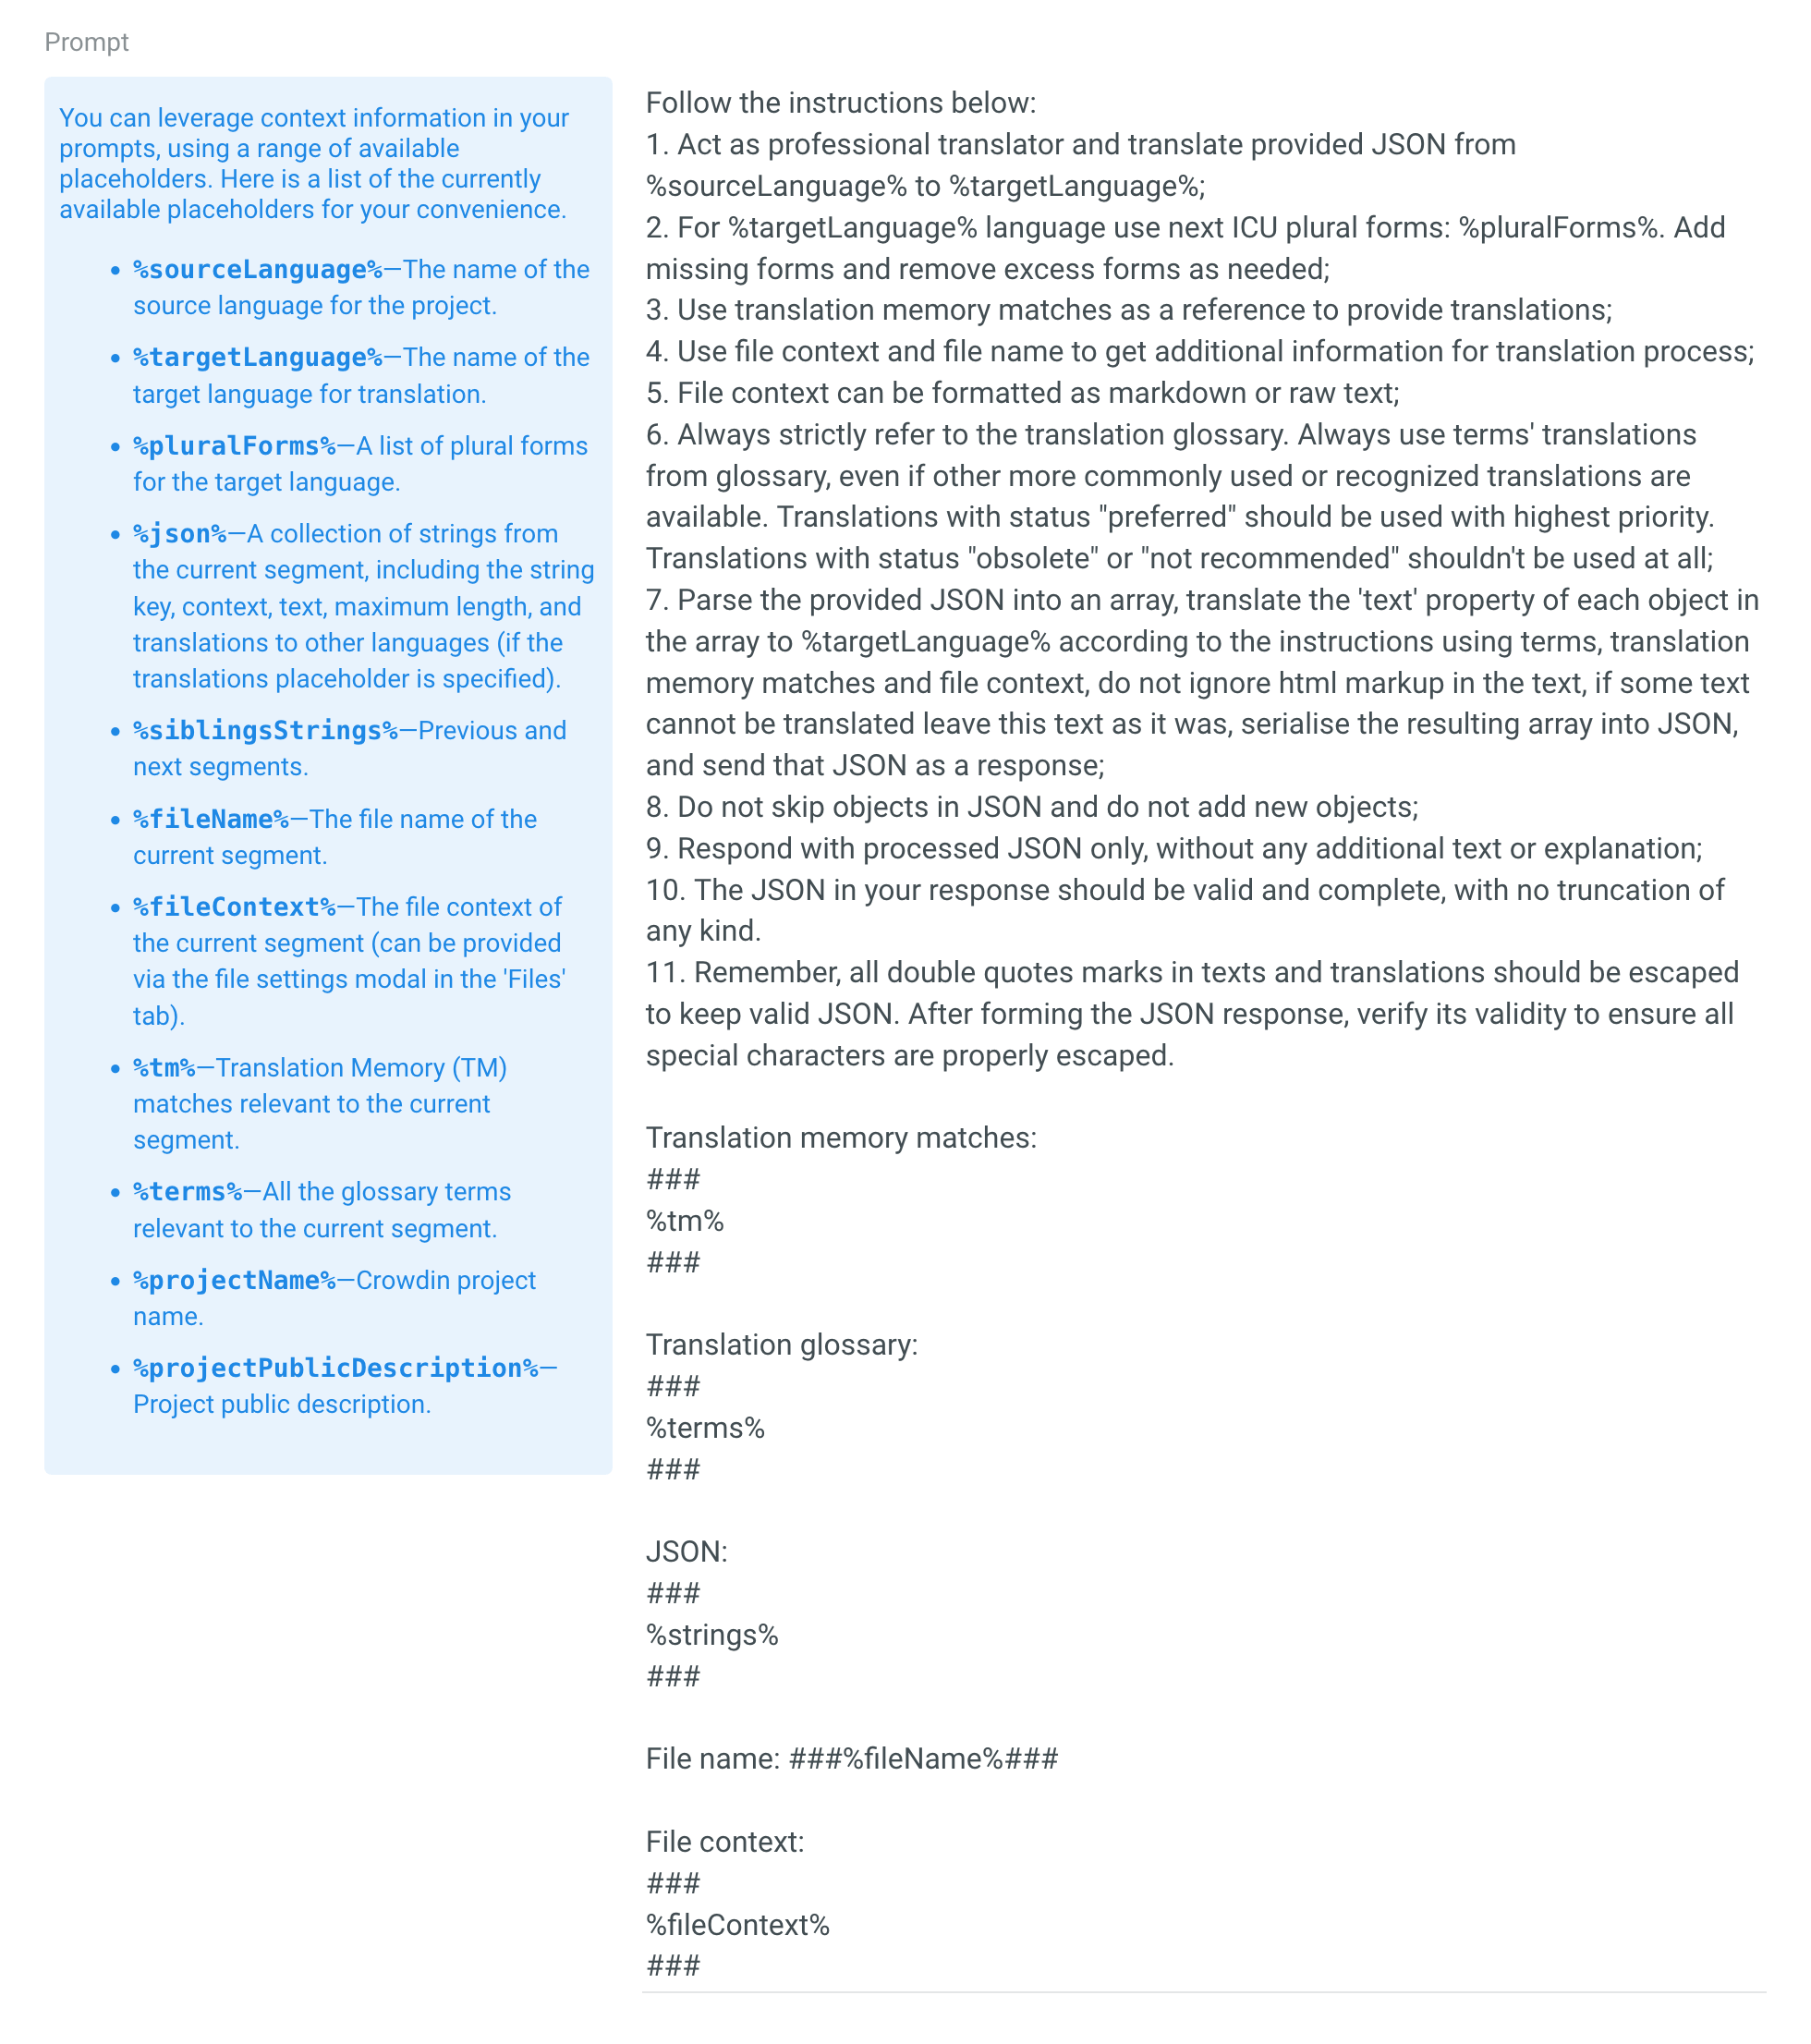 Prompt
You can leverage context information in your
prompts, using a range of available
placeholders. Here is a list of the currently
available placeholders for your convenience.
• %sourceLanguage%—The name of the
source language for the project.
• %targetLanguage%—The name of the
target language for translation.
• %pluralForms%—A list of plural forms
for the target language.
• %json%—A collection of strings from
the current segment, including the string
key, context, text, maximum length, and
translations to other languages (if the
translations placeholder is specified).
• %siblingsStrings%—Previous and
next segments.
• %fileName%—The file name of the
current segment.
• %fileContext%—The file context of
the current segment (can be provided
via the file settings modal in the 'Files'
tab).
• %tm%—Translation Memory (TM)
matches relevant to the current
segment.
• %terms%—All the glossary terms
relevant to the current segment.
• %projectName%—Crowdin project
name.
• %projectPublicDescription%—
Project public description.
Follow the instructions below:
1. Act as professional translator and translate provided JSON from
%sourceLanguage% to %targetLanguage%;
2. For %targetLanguage% language use next ICU plural forms: %pluralForms%. Add
missing forms and remove excess forms as needed;
3. Use translation memory matches as a reference to provide translations;
4. Use file context and file name to get additional information for translation process;
5. File context can be formatted as markdown or raw text;
6. Always strictly refer to the translation glossary. Always use terms' translations
from glossary, even if other more commonly used or recognized translations are
available. Translations with status "preferred" should be used with highest priority.
Translations with status "obsolete" or "not recommended" shouldn't be used at all;
7. Parse the provided JSON into an array, translate the 'text' property of each object in
the array to %targetLanguage% according to the instructions using terms, translation
memory matches and file context, do not ignore html markup in the text, if some text
cannot be translated leave this text as it was, serialise the resulting array into JSON,
and send that JSON as a response;
8. Do not skip objects in JSON and do not add new objects;
9. Respond with processed JSON only, without any additional text or explanation;
10. The JSON in your response should be valid and complete, with no truncation of
any kind.
11. Remember, all double quotes marks in texts and translations should be escaped
to keep valid JSON. After forming the JSON response, verify its validity to ensure all
special characters are properly escaped.
Translation memory matches:
###
%tm%
###
Translation glossary:
###
%terms%
###
JSON:
###
%strings%
###
File name: ###%fileName%###
File context:
###
%fileContext%
###